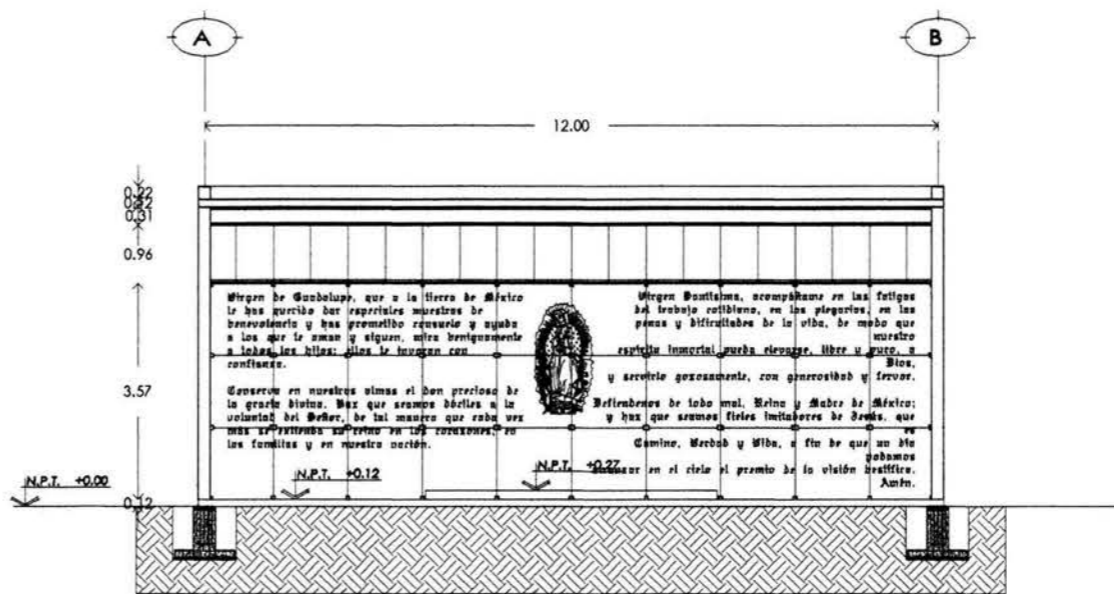 A
B
12.00
0.22
0.12
0.31
0.96
Virgen de Guadalupe, que a la tierra de México
le has querido dar especiales muestras de
benevolencia y has prometido consuelo y ayuda
a los que te aman y siguen, mira benignamente
a todos los hijos; ellos te invocan con
confianza.
Conserva en nuestras almas el don precioso de
la gracia divina. Haz que seamos dóciles a la
voluntad del Señor, de tal manera que cada vez
más se extienda su reino en los corazones, en
las familias y en nuestra nación.
Virgen Santísima, acompáñame en las fatigas
del trabajo cotidiano, en las plegarias, en las
penas y dificultades de la vida, de modo que
nuestro
espíritu inmortal pueda elevarse, libre y puro, a
Dios,
y servirle gozosamente, con generosidad y fervor.
Defiendenos de todo mal, Reina y Madre de México;
y haz que seamos fieles imitadores de Jesús, que
es
Camino, Verdad y Vida, a fin de que un día
podamos
alcanzar en el cielo el premio de la visión beatífica.
Amén.
3.57
N.P.T. +0.00
N.P.T. +0.12
N.P.T. +0.27
0.12